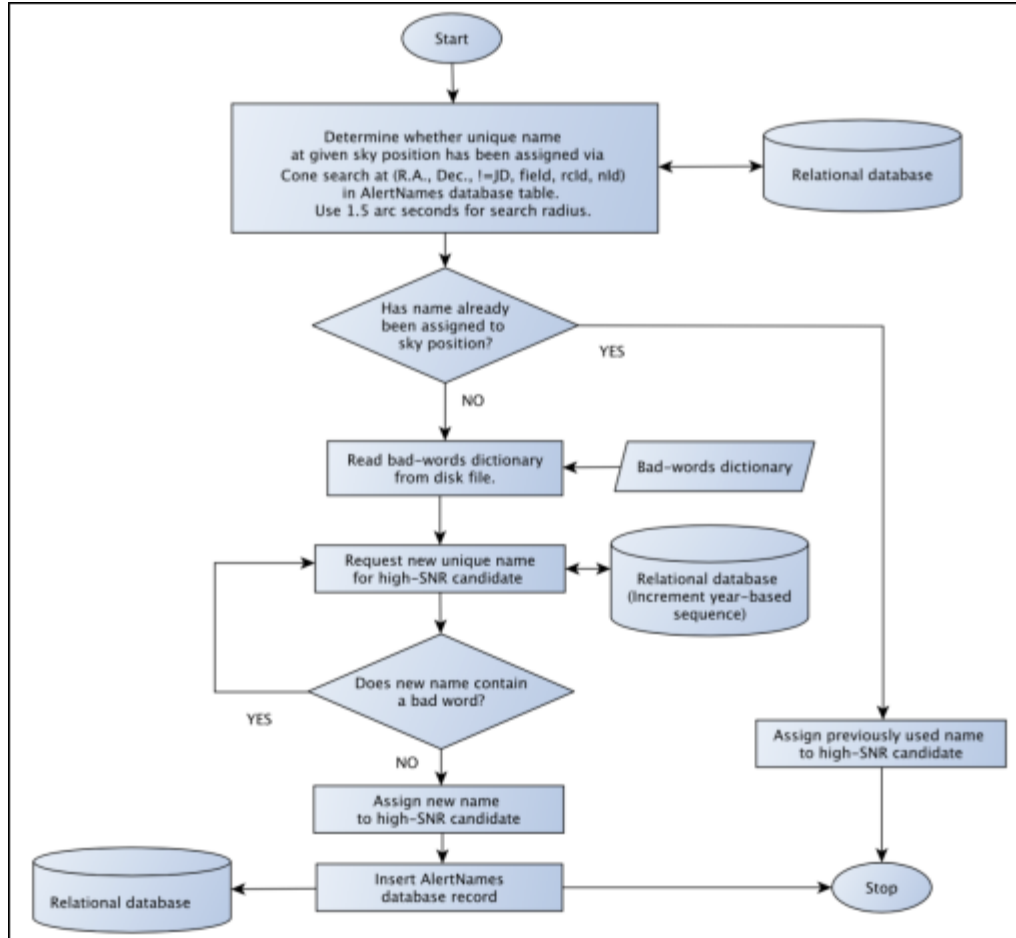 Start
Determine whether unique name
at given sky position has been assigned via
Cone search at (R.A., Dec., !=JD, field, rcId, nId)
in AlertNames database table.
Use 1.5 arc seconds for search radius.
Relational database
Has name already
been assigned to
sky position?
YES
NO
Read bad-words dictionary
from disk file.
Bad-words dictionary
Request new unique name
for high-SNR candidate
Relational database
(Increment year-based
sequence)
Does new name contain
a bad word?
YES
NO
Assign previously used name
to high-SNR candidate
Assign new name
to high-SNR candidate
Insert AlertNames
database record
Relational database
Stop